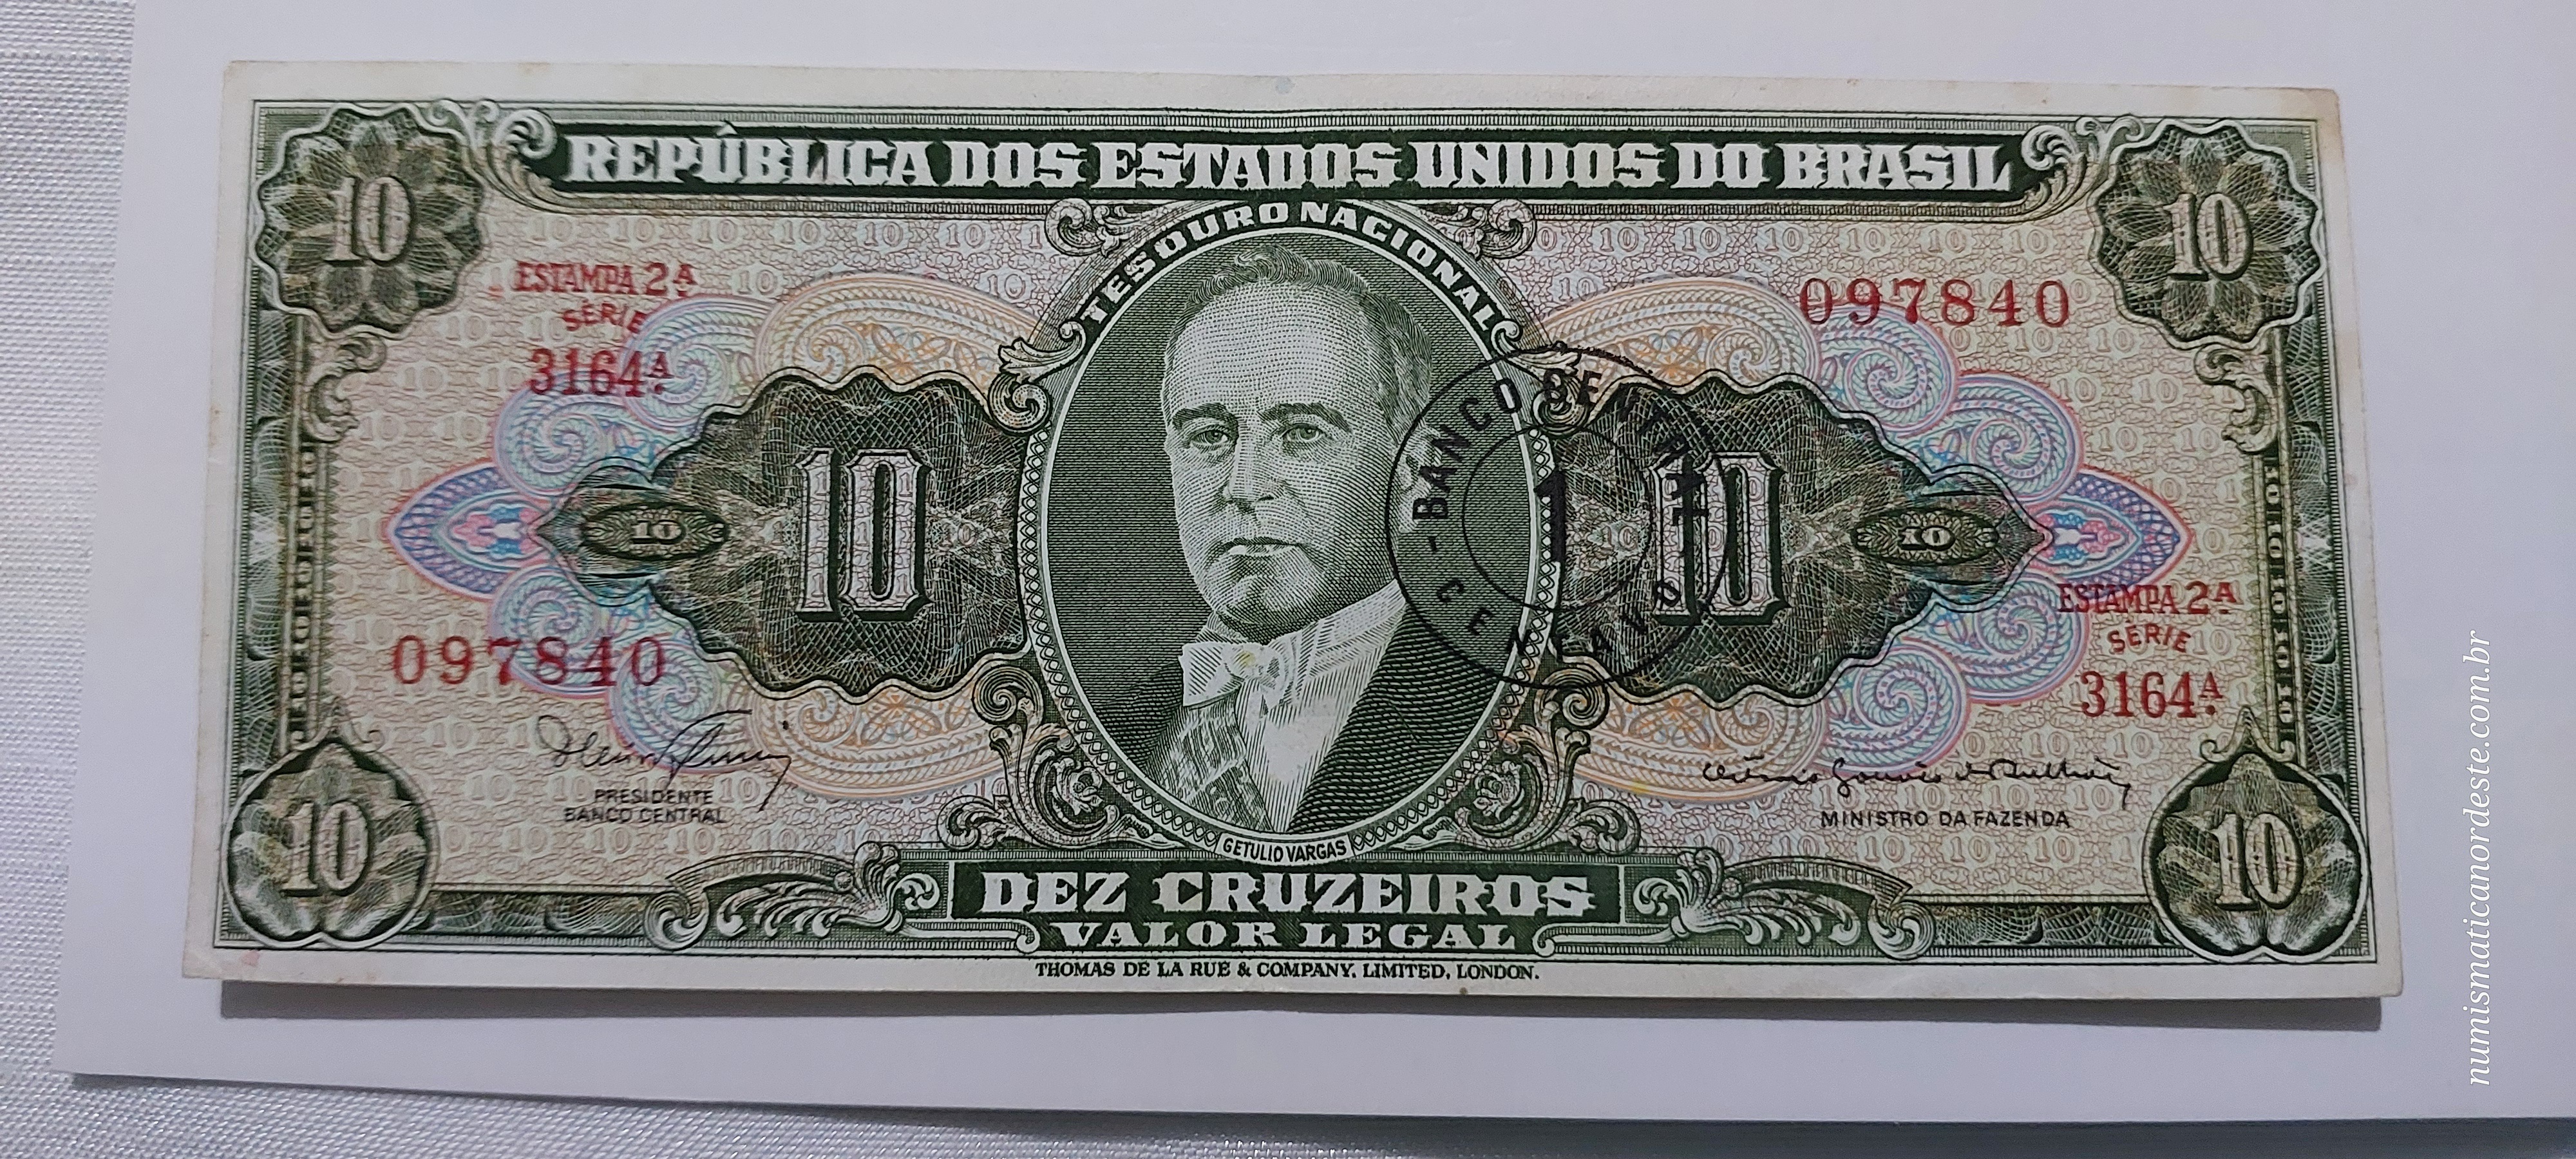 REPÚBLICA DOS ESTADOS UNIDOS DO BRASIL
10
10
TESOURO NACIONAL
ESTAMPA 2A
SÉRIE
3164A
097840
BANCO CENTRAL
1
CENTAVO
10
10
10
10
097840
ESTAMPA 2A
SÉRIE
3164A
PRESIDENTE
BANCO CENTRAL
MINISTRO DA FAZENDA
10
10
GETULIO VARGAS
DEZ CRUZEIROS
VALOR LEGAL
THOMAS DE LA RUE & COMPANY, LIMITED, LONDON.
numismaticanordeste.com.br